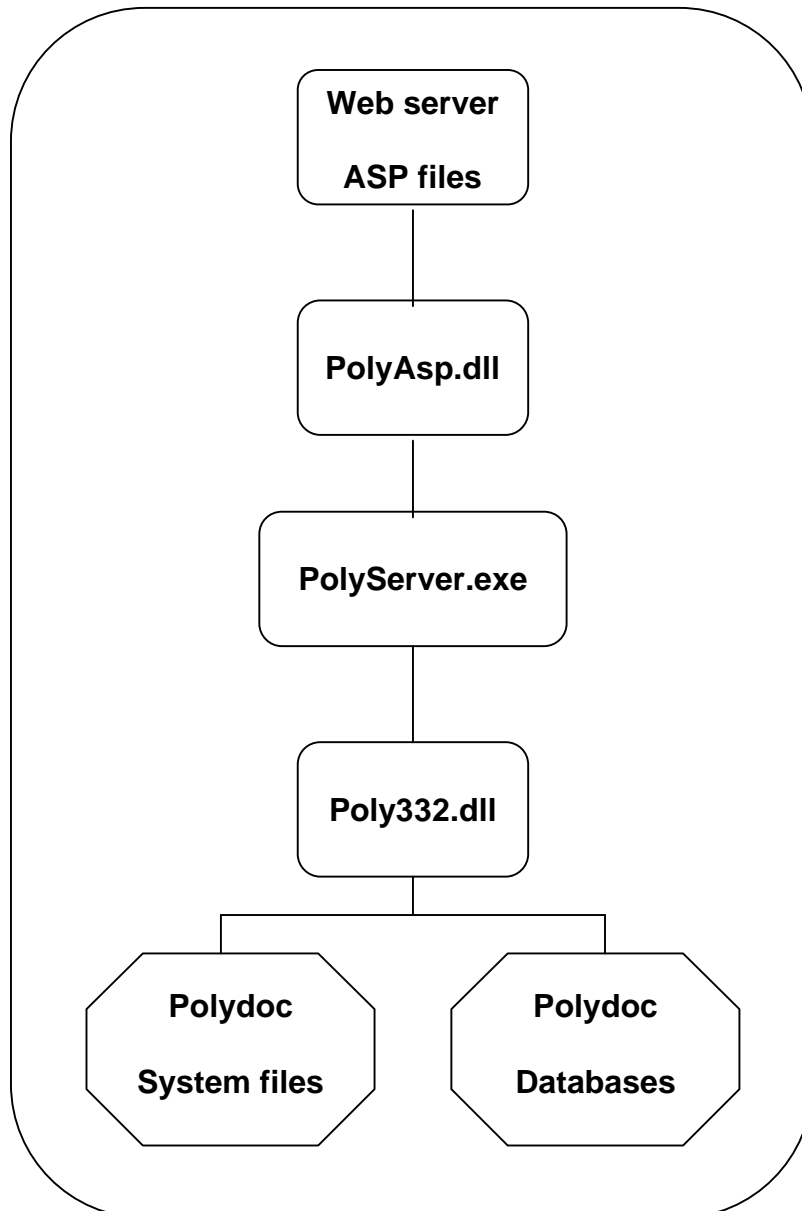 Web server
ASP files
PolyAsp.dll
PolyServer.exe
Poly332.dll
Polydoc
System files
Polydoc
Databases